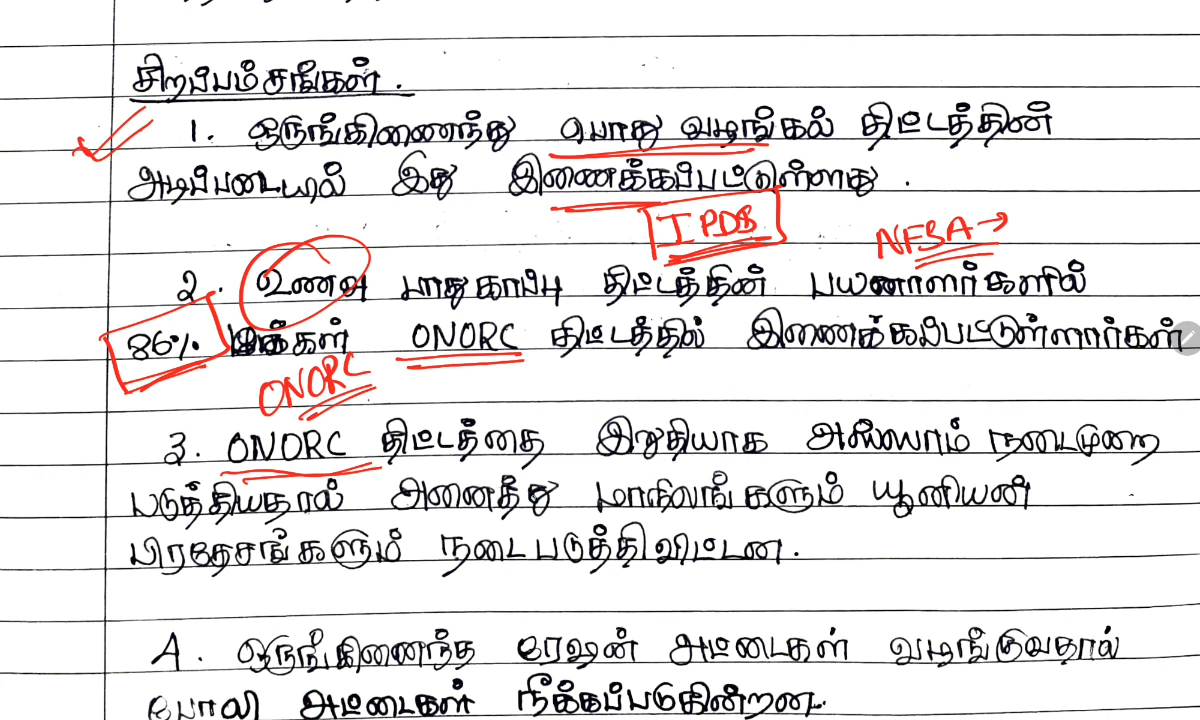 சிறப்பம்சங்கள்.
1. ஒருங்கிணைந்து பொது வழங்கல் திட்டத்தின்
அடிப்படையில் இது இணைக்கப்பட்டுள்ளது.
IPDS NFSA →
2. உணவு பாதுகாப்பு திட்டத்தின் பயனாளர்களில்
86% மக்கள் ONORC திட்டத்தில் இணைக்கப்பட்டுள்ளார்கள்
ONORC
3. ONORC திட்டத்தை இறுதியாக அஸ்ஸாம் நடைமுறை
படுத்தியதால் அனைத்து மாநிலங்களும் யூனியன்
பிரதேசங்களும் நடைபடுத்திவிட்டன.
4. ஒருங்கிணைந்த ரேஷன் அட்டைகள் வழங்குவதால்
போலி அட்டைகள் நீக்கப்படுகின்றன.